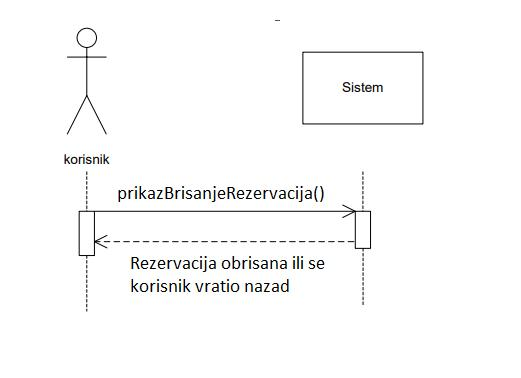 Sistem
korisnik
prikazBrisanjeRezervacija()
Rezervacija obrisana ili se
korisnik vratio nazad